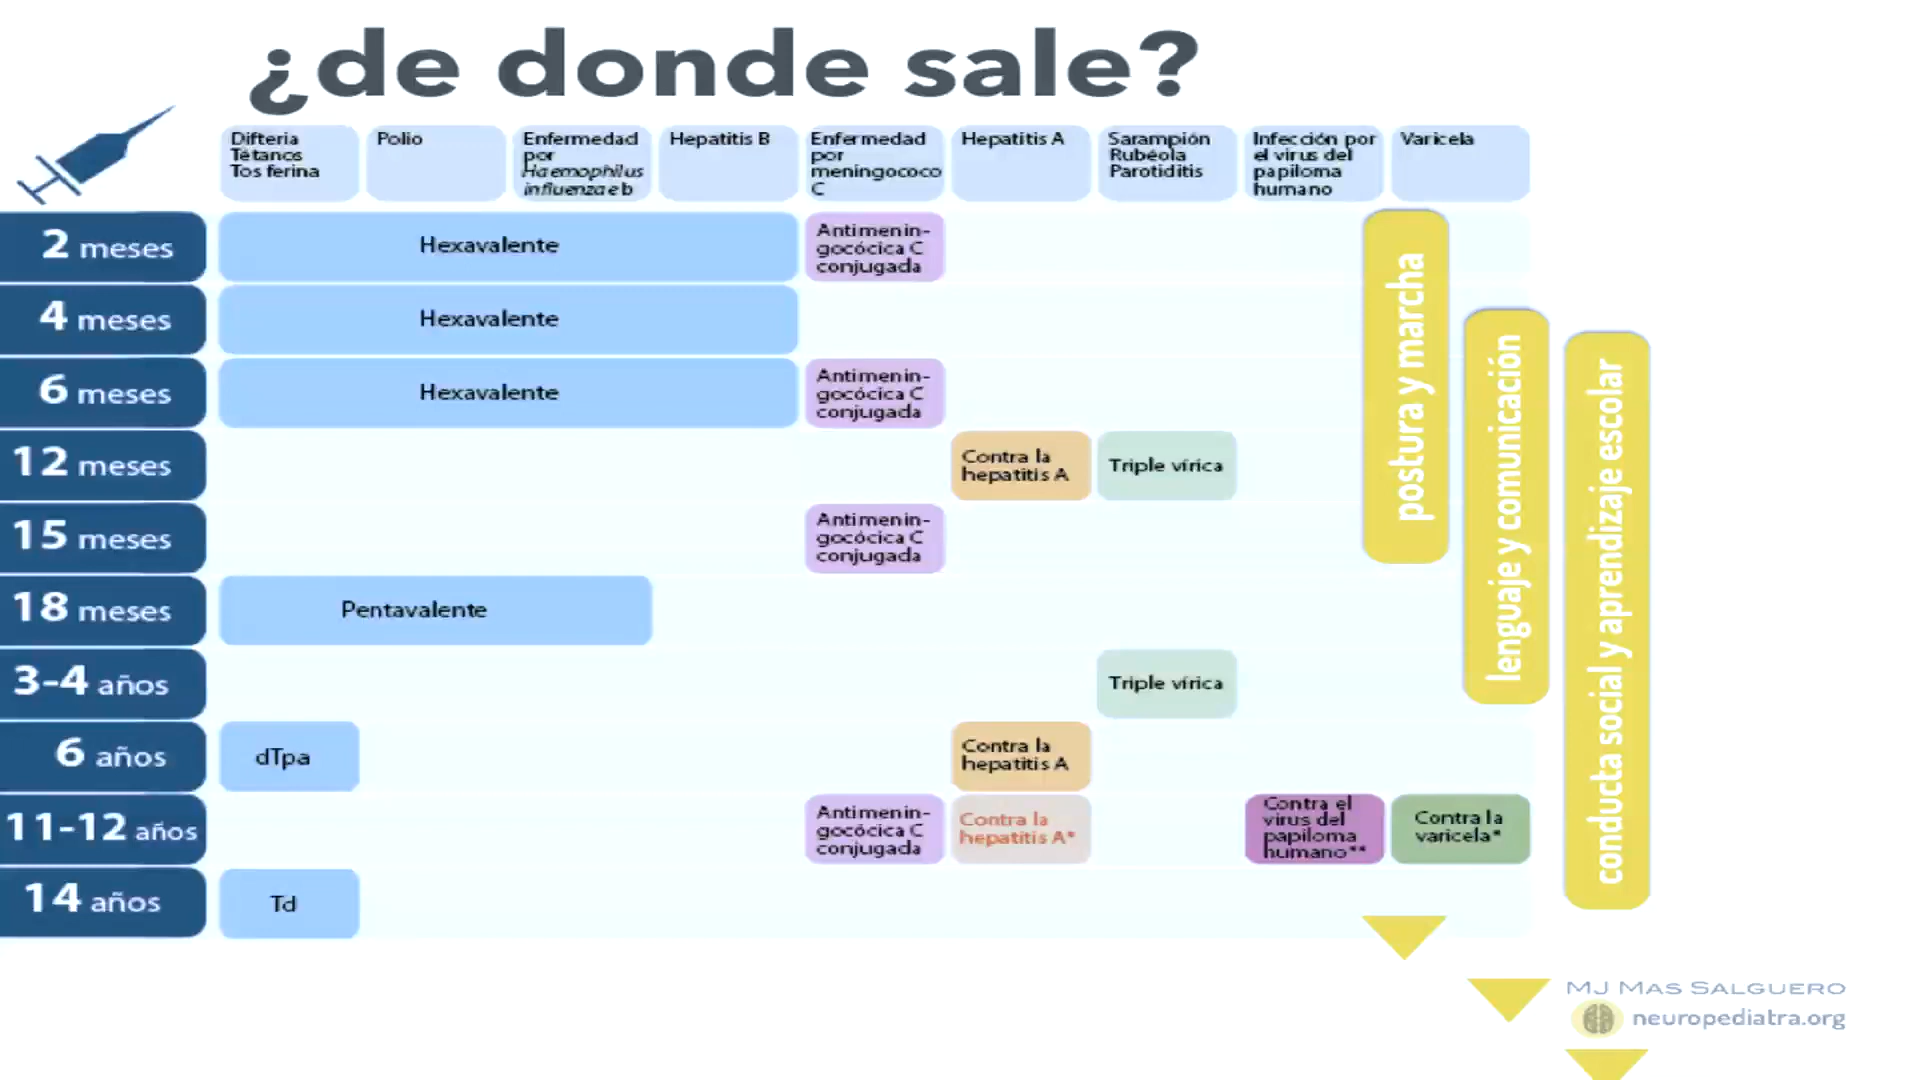 ¿de donde sale?
Difteria
Tétanos
Tos ferina
Polio
Enfermedad
por
Haemophilus
influenzae b
Hepatitis B
Enfermedad
por
meningococo
C
Hepatitis A
Sarampión
Rubéola
Parotiditis
Infección por
el virus del
papiloma
humano
Varicela
2 meses
Hexavalente
Antimenin-
gocócica C
conjugada
4 meses
Hexavalente
6 meses
Hexavalente
Antimenin-
gocócica C
conjugada
12 meses
Contra la
hepatitis A
Triple vírica
15 meses
Antimenin-
gocócica C
conjugada
18 meses
Pentavalente
3-4 años
Triple vírica
6 años
dTpa
Contra la
hepatitis A
11-12 años
Antimenin-
gocócica C
conjugada
Contra la
hepatitis A*
Contra el
virus del
papiloma
humano**
Contra la
varicela*
14 años
Td
postura y marcha
lenguaje y comunicación
conducta social y aprendizaje escolar
MJ MAS SALGUERO
neuropediatra.org